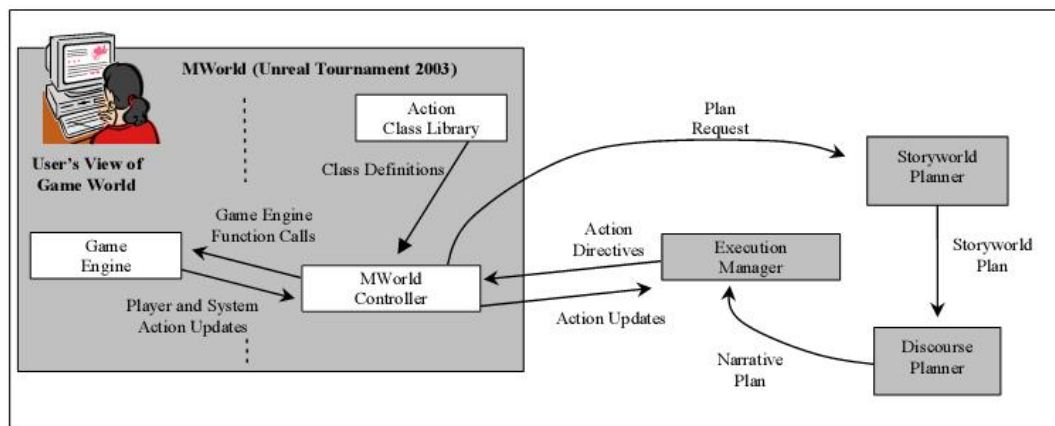 MWorld (Unreal Tournament 2003)
Action
Class Library
Plan
Request
User's View of
Game World
Class Definitions
Storyworld
Planner
Game Engine
Function Calls
Action
Directives
Execution
Manager
Storyworld
Plan
Game
Engine
MWorld
Controller
Player and System
Action Updates
Action Updates
Narrative
Plan
Discourse
Planner